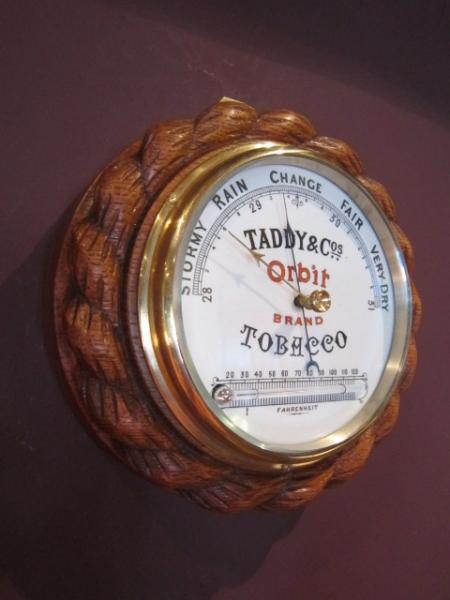 STORMY RAIN CHANGE FAIR VERY DRY
28 29 30 31
TADDY & COS
Orbit
BRAND
TOBACCO
20 30 40 50 60 70 80 90 100 110 120
FAHRENHEIT